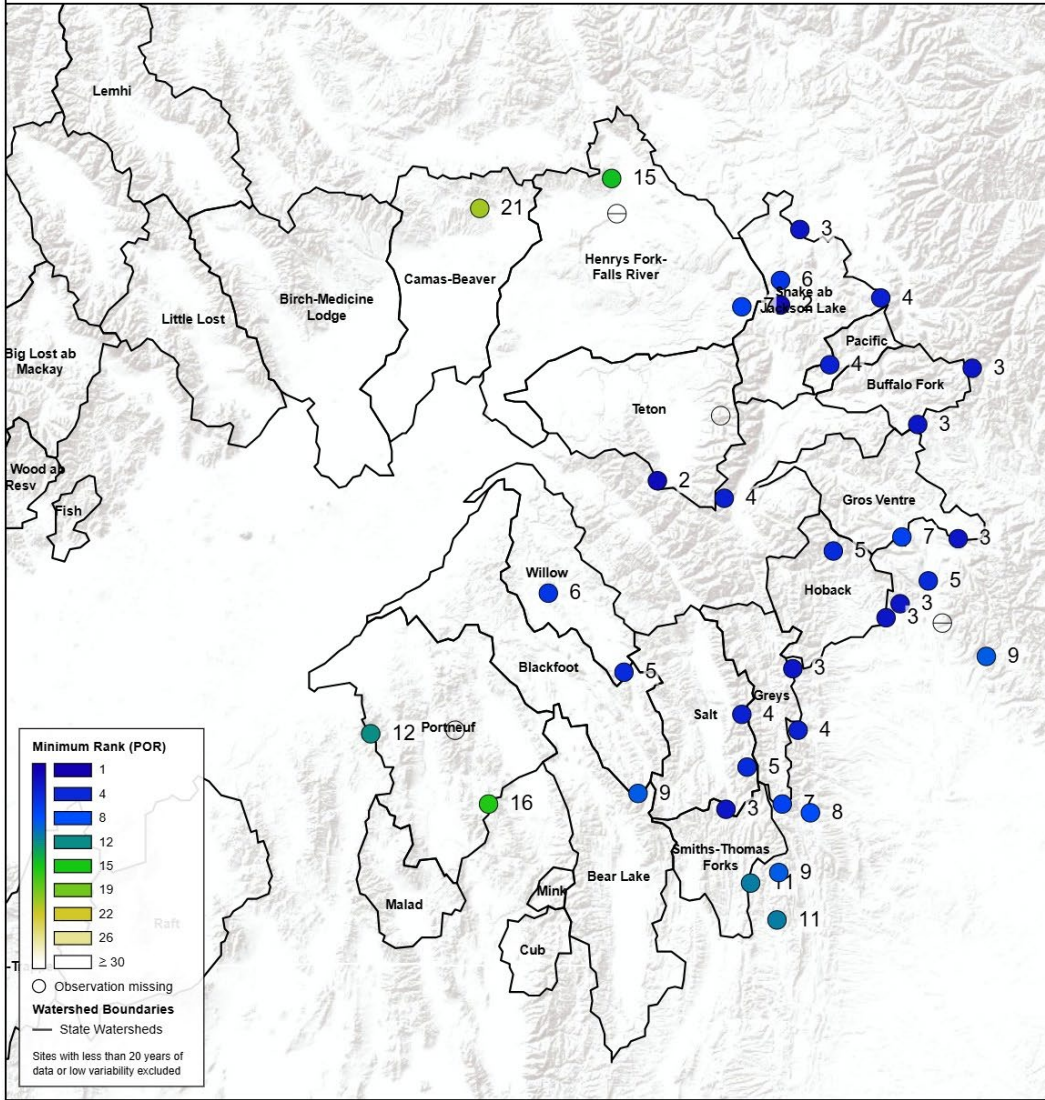 Lemhi
15
21
3
Henrys Fork-
Falls River
6
Camas-Beaver
Snake ab
Jackson Lake
7
2
4
Birch-Medicine
Lodge
Little Lost
Pacific
Big Lost ab
Mackay
4
3
Buffalo Fork
Teton
3
Wood ab
Resv
2
4
Gros Ventre
Fish
7
3
5
Willow
5
Hoback
6
3
3
9
Blackfoot
5
3
Greys
Salt
4
Portneuf
12
4
5
9
16
3
7
8
Smiths-Thomas
Forks
9
Bear Lake
11
Mink
Malad
11
Raft
Cub
Minimum Rank (POR)
1
4
8
12
15
19
22
26
≥ 30
Observation missing
Watershed Boundaries
State Watersheds
Sites with less than 20 years of
data or low variability excluded